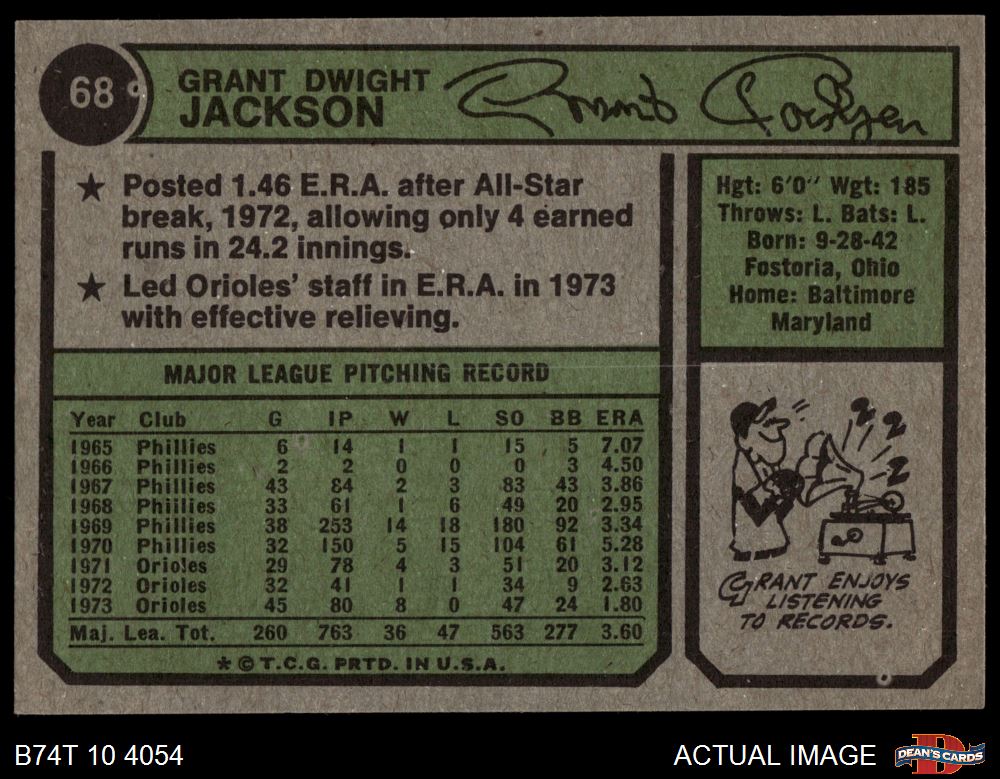 68
GRANT DWIGHT
JACKSON
Grant Jackson
★ Posted 1.46 E.R.A. after All-Star
break, 1972, allowing only 4 earned
runs in 24.2 innings.
★ Led Orioles' staff in E.R.A. in 1973
with effective relieving.
Hgt: 6'0" Wgt: 185
Throws: L. Bats: L.
Born: 9-28-42
Fostoria, Ohio
Home: Baltimore
Maryland
MAJOR LEAGUE PITCHING RECORD
Year Club G IP W L SO BB ERA
1965 Phillies 6 14 1 1 15 5 7.07
1966 Phillies 2 2 0 0 0 3 4.50
1967 Phillies 43 84 2 3 83 43 3.86
1968 Phillies 33 61 1 6 49 20 2.95
1969 Phillies 38 253 14 18 180 92 3.34
1970 Phillies 32 150 5 15 104 61 5.28
1971 Orioles 29 78 4 3 51 20 3.12
1972 Orioles 32 41 1 1 34 9 2.63
1973 Orioles 45 80 8 0 47 24 1.80
Maj. Lea. Tot. 260 763 36 47 563 277 3.60
* © T.C.G. PRTD. IN U.S.A.
GRANT ENJOYS
LISTENING
TO RECORDS.
B74T 10 4054
ACTUAL IMAGE
DEAN'S CARDS